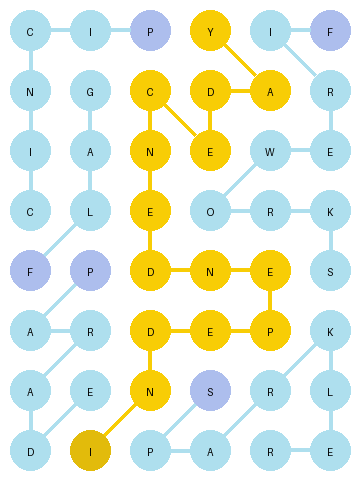 C I P Y I F
N G C D A R
I A N E W E
C L E O R K
F P D N E S
A R D E P K
A E N S R L
D I P A R E